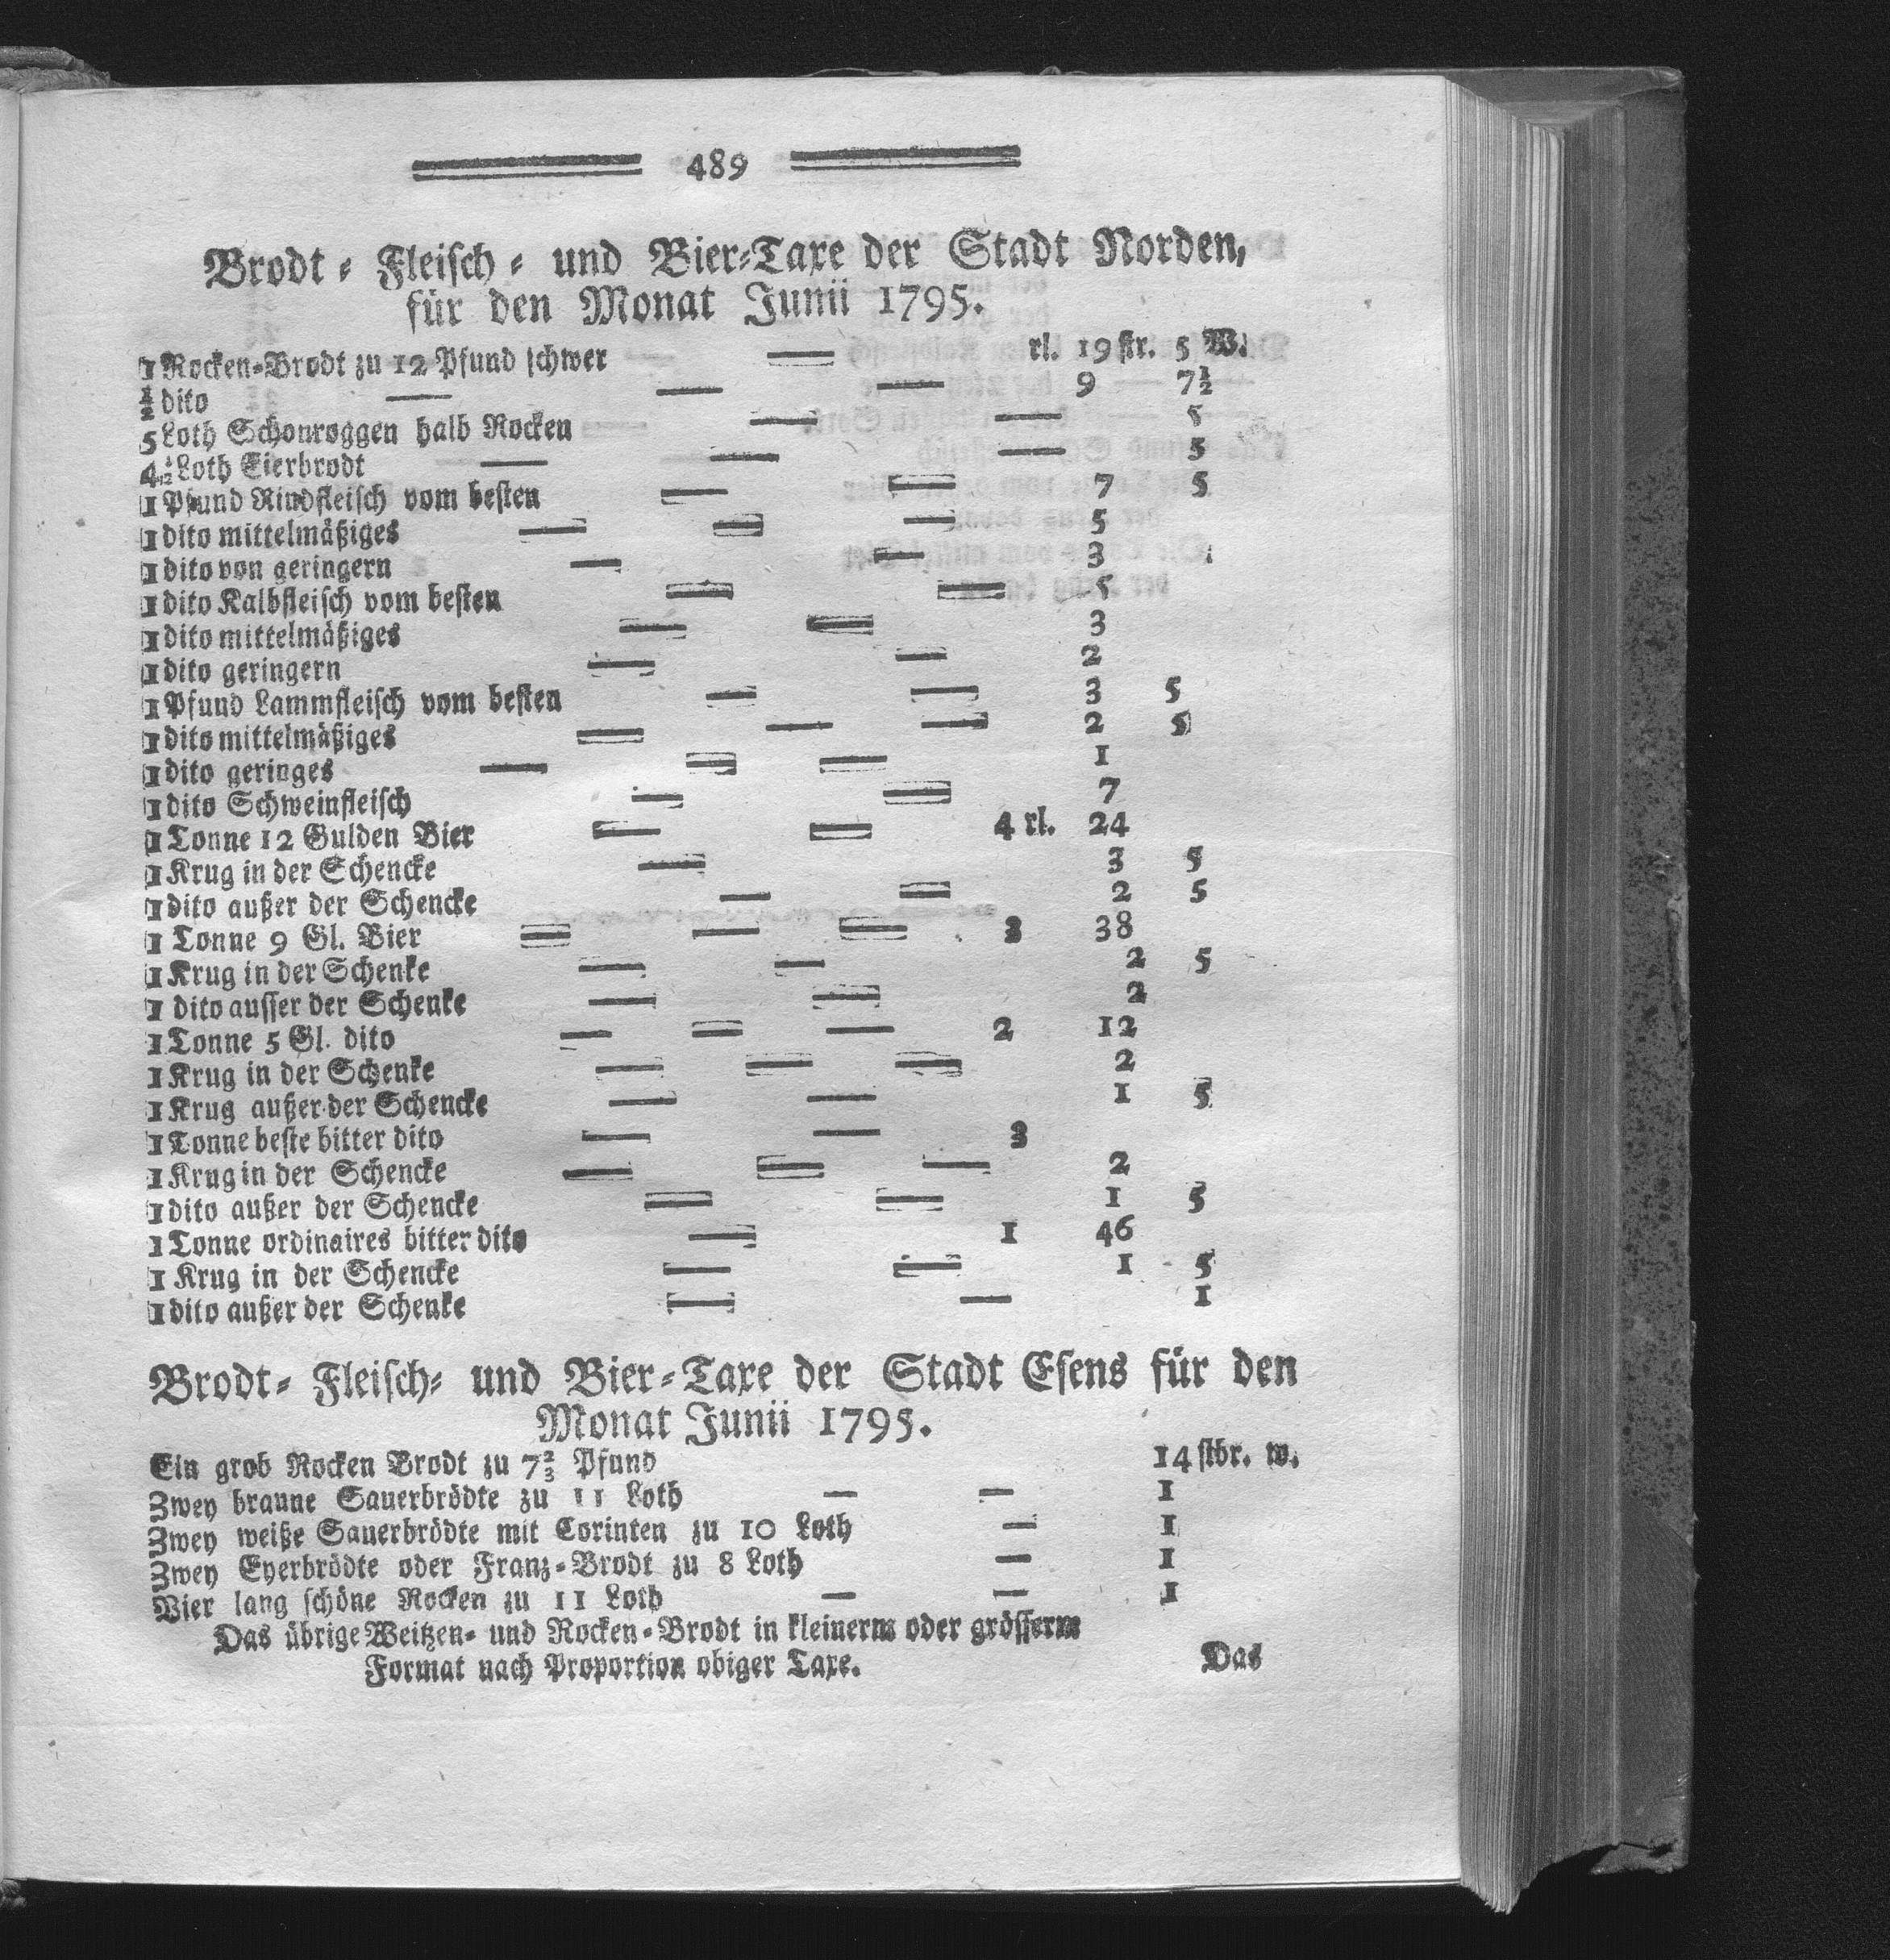 489
Brodt- Fleisch- und Bier-Taxe der Stadt Norden,
für den Monat Junii 1795.
1 Rocken-Brodt zu 12 Pfund schwer — rl. 19 str. 5 W.
½ dito — — — 9 7½
5 Loth Schonroggen halb Rocken — — 5
4½ Loth Eierbrodt — — — 5
1 Pfund Rindfleisch vom besten — — 7 5
1 dito mittelmäßiges — — — 5
1 dito von geringern — — 3
1 dito Kalbfleisch vom besten — — 5
1 dito mittelmäßiges — — 3
1 dito geringern — — 2
1 Pfund Lammfleisch vom besten — — 3 5
1 dito mittelmäßiges — — — 2 5
1 dito geringes — — — 1
1 dito Schweinfleisch — — 7
1 Tonne 12 Gulden Bier — — 4 rl. 24
1 Krug in der Schencke — 3 5
1 dito außer der Schencke — — 2 5
1 Tonne 9 Gl. Bier — — — 3 38
1 Krug in der Schenke — — 2 5
1 dito ausser der Schenke — — 2
1 Tonne 5 Gl. dito — — — 2 12
1 Krug in der Schenke — — — 2
1 Krug außer der Schencke — — 1 5
1 Tonne beste bitter dito — — 3
1 Krug in der Schencke — — — 2
1 dito außer der Schencke — — 1 5
1 Tonne ordinaires bitter dito — 1 46
1 Krug in der Schencke — — 1 5
1 dito außer der Schenke — — 1
Brodt- Fleisch- und Bier-Taxe der Stadt Esens für den
Monat Junii 1795.
Ein grob Rocken Brodt zu 7⅔ Pfund 14 stbr. w.
Zwey braune Sauerbrödte zu 11 Loth — — 1
Zwey weiße Sauerbrödte mit Corinten zu 10 Loth — 1
Zwey Eyerbrödte oder Franz-Brodt zu 8 Loth — 1
Vier lang schöne Rocken zu 11 Loth — — 1
Das übrige Weitzen- und Rocken-Brodt in kleinerm oder grösserm
Format nach Proportion obiger Taxe.
Das